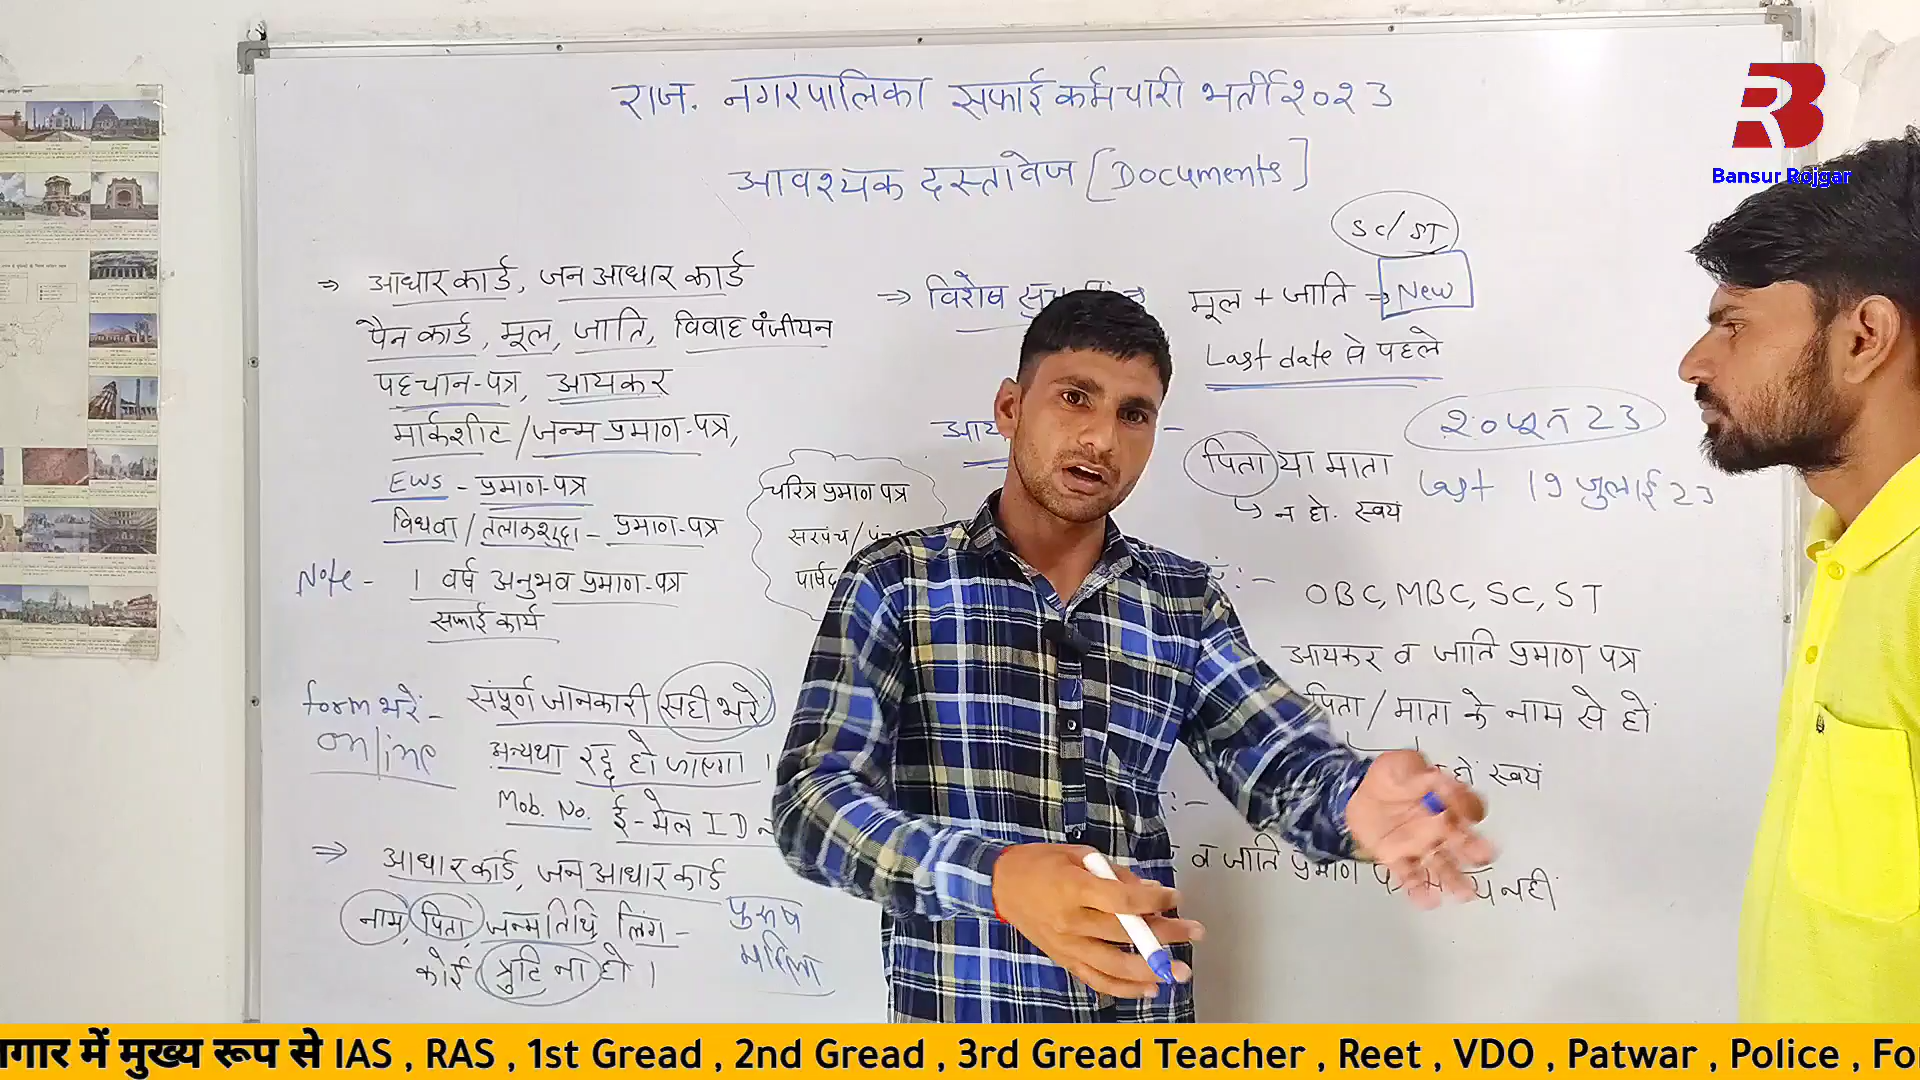 राज. नगरपालिका सफाई कर्मचारी भर्ती २०२3
आवश्यक दस्तावेज [Documents]
⇒ आधार कार्ड, जन आधार कार्ड
पैन कार्ड, मूल, जाति, विवाह पंजीयन
पहचान-पत्र, आयकर
मार्कशीट/जन्म प्रमाण-पत्र,
EWS - प्रमाण-पत्र
विधवा/तलाकशुदा - प्रमाण-पत्र
Note - 1 वर्ष अनुभव प्रमाण-पत्र
सफाई कार्य
चरित्र प्रमाण पत्र
सरपंच/
पार्षद
form भरें - संपूर्ण जानकारी सही भरें
online
अन्यथा रद्द हो जाएगा।
Mob. No. ई-मेल ID
⇒ आधार कार्ड, जन आधार कार्ड
नाम, पिता, जन्मतिथि, लिंग -
पुरुष
महिला
कोई त्रुटि ना हो।
SC/ST
⇒ विशेष मूल + जाति ⇒ New
Last date से पहले
पिता या माता
↳ न हो. स्वयं
23
last 19 जुलाई 23
:- OBC, MBC, SC, ST
आयकर व जाति प्रमाण पत्र
पिता/माता के नाम से हो
स्वयं
:-
व जाति प्रमाण
नहीं
Bansur Rojgar
में मुख्य रूप से IAS , RAS , 1st Gread , 2nd Gread , 3rd Gread Teacher , Reet , VDO , Patwar , Police ,